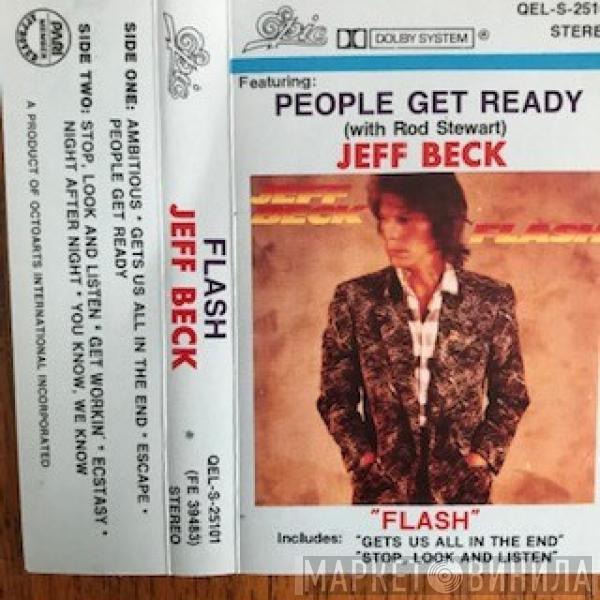 PMRI
MEMBER
SIDE ONE: AMBITIOUS • GETS US ALL IN THE END • ESCAPE •
PEOPLE GET READY
SIDE TWO: STOP, LOOK AND LISTEN • GET WORKIN' • ECSTASY •
NIGHT AFTER NIGHT • YOU KNOW, WE KNOW
A PRODUCT OF OCTOARTS INTERNATIONAL INCORPORATED
Epic
FLASH
JEFF BECK
®
QEL-S-25101
(FE 39483)
STEREO
Epic
DOLBY SYSTEM ®
QEL-S-2510
STERE
Featuring:
PEOPLE GET READY
(with Rod Stewart)
JEFF BECK
JEFF
BECK
FLASH
"FLASH"
Includes: "GETS US ALL IN THE END"
"STOP, LOOK AND LISTEN"
МАРКЕТ ВИНИЛА